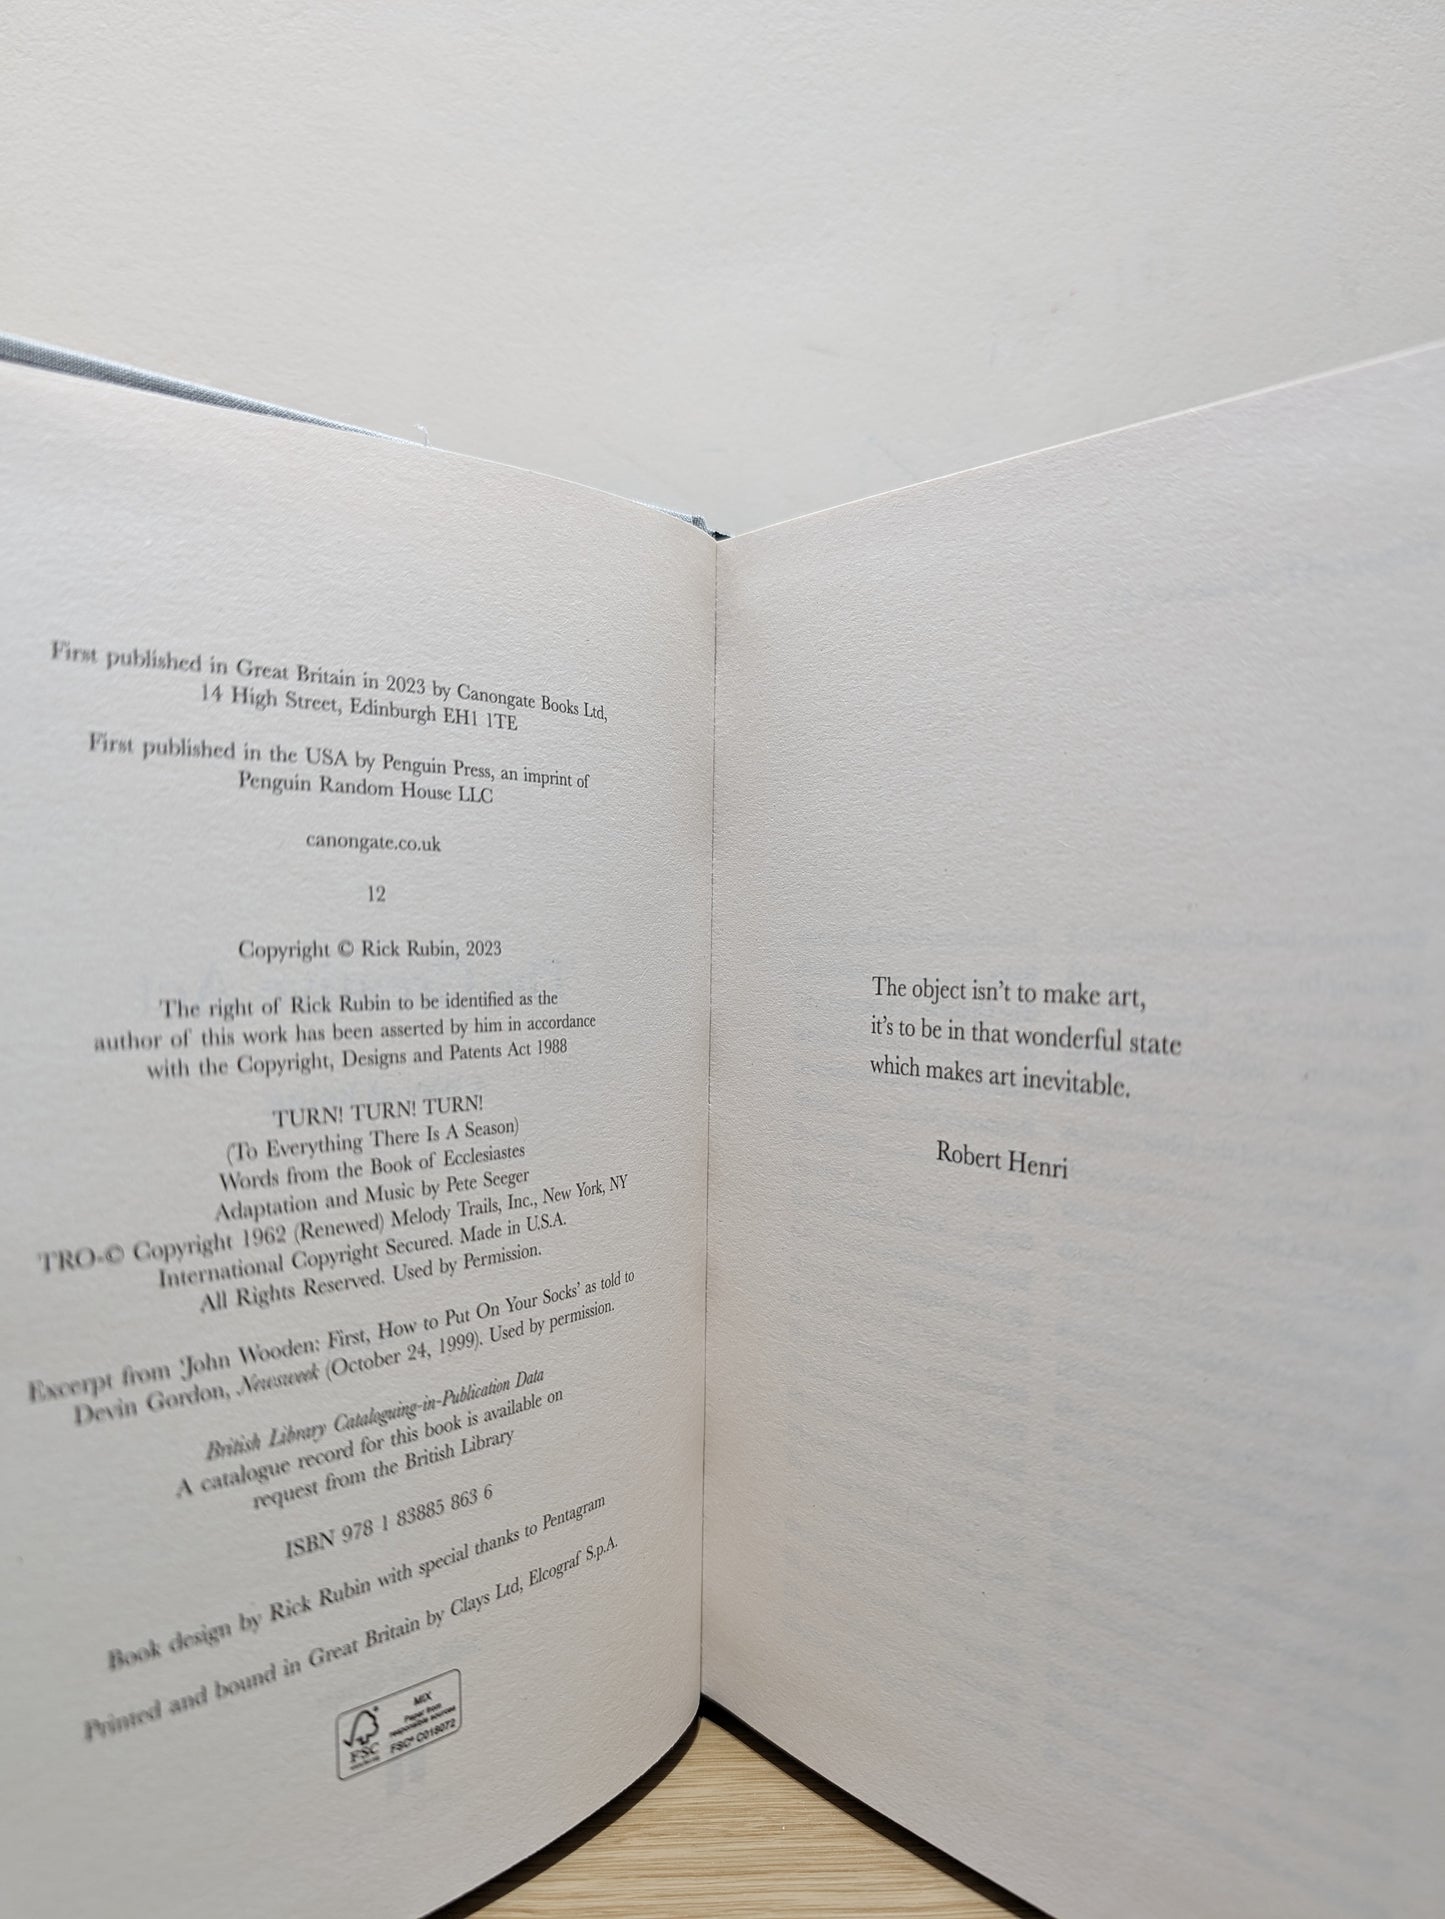 First published in Great Britain in 2023 by Canongate Books Ltd,
14 High Street, Edinburgh EH1 1TE
First published in the USA by Penguin Press, an imprint of
Penguin Random House LLC
canongate.co.uk
12
Copyright © Rick Rubin, 2023
The right of Rick Rubin to be identified as the
author of this work has been asserted by him in accordance
with the Copyright, Designs and Patents Act 1988
TURN! TURN! TURN!
(To Everything There Is A Season)
Words from the Book of Ecclesiastes
Adaptation and Music by Pete Seeger
TRO-© Copyright 1962 (Renewed) Melody Trails, Inc., New York, NY
International Copyright Secured. Made in U.S.A.
All Rights Reserved. Used by Permission.
Excerpt from ‘John Wooden: First, How to Put On Your Socks’ as told to
Devin Gordon, Newsweek (October 24, 1999). Used by permission.
British Library Cataloguing-in-Publication Data
A catalogue record for this book is available on
request from the British Library
ISBN 978 1 83885 863 6
Book design by Rick Rubin with special thanks to Pentagram
Printed and bound in Great Britain by Clays Ltd, Elcograf S.p.A.
MIX
Paper from
responsible sources
FSC
FSC® C018072
The object isn’t to make art,
it’s to be in that wonderful state
which makes art inevitable.
Robert Henri